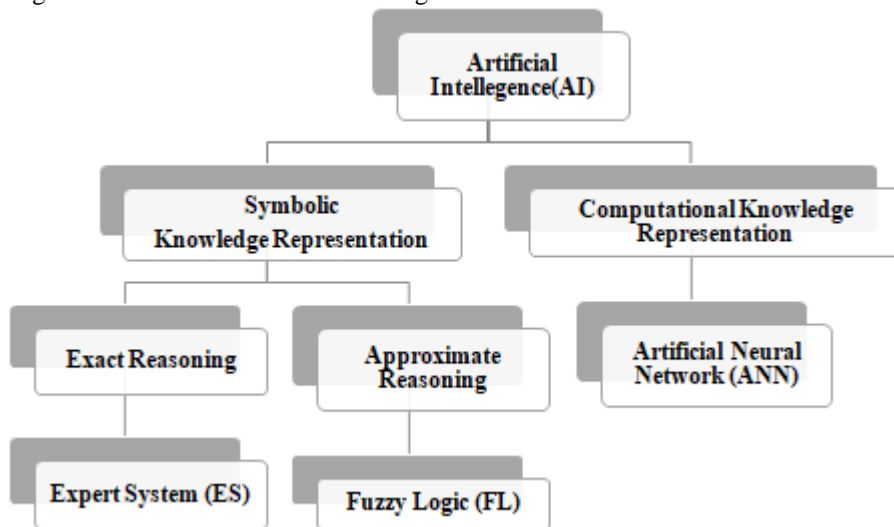 Artificial
Intellegence(AI)
Symbolic
Knowledge Representation
Computational Knowledge
Representation
Exact Reasoning
Approximate
Reasoning
Artificial Neural
Network (ANN)
Expert System (ES)
Fuzzy Logic (FL)